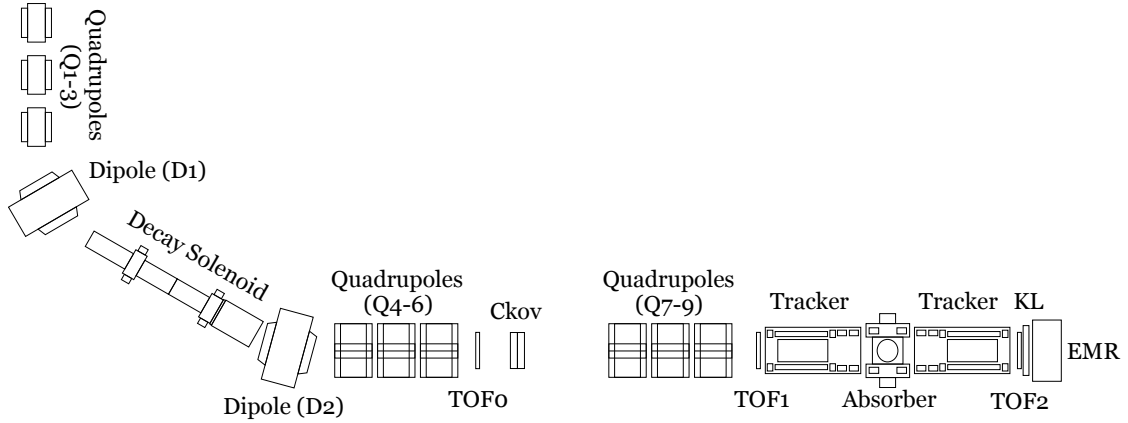 Quadrupoles
(Q1-3)
Dipole (D1)
Decay Solenoid
Quadrupoles
(Q4-6)
Ckov
Quadrupoles
(Q7-9)
Tracker
Tracker
KL
EMR
Dipole (D2)
TOF0
TOF1
Absorber
TOF2